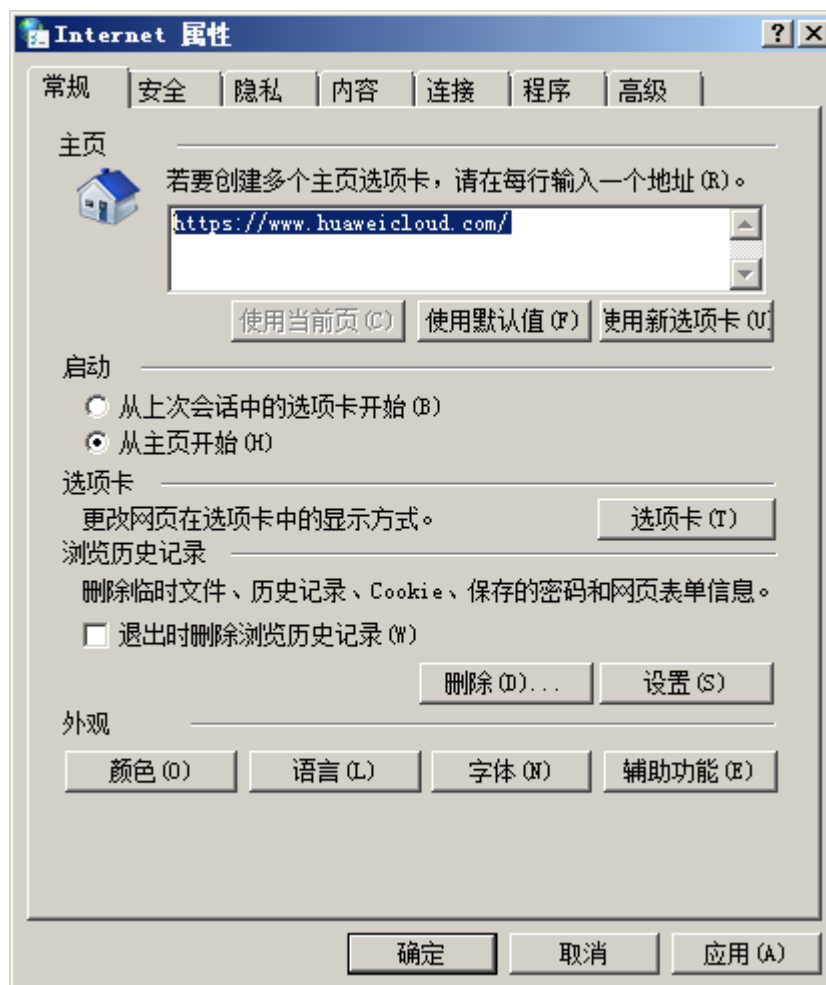 Internet 属性
常规 安全 隐私 内容 连接 程序 高级
主页
若要创建多个主页选项卡，请在每行输入一个地址(R)。
https://www.huaweicloud.com/
使用当前页(C) 使用默认值(F) 使用新选项卡(U)
启动
从上次会话中的选项卡开始(B)
从主页开始(H)
选项卡
更改网页在选项卡中的显示方式。 选项卡(T)
浏览历史记录
删除临时文件、历史记录、Cookie、保存的密码和网页表单信息。
退出时删除浏览历史记录(W)
删除(D)... 设置(S)
外观
颜色(O) 语言(L) 字体(N) 辅助功能(E)
确定 取消 应用(A)